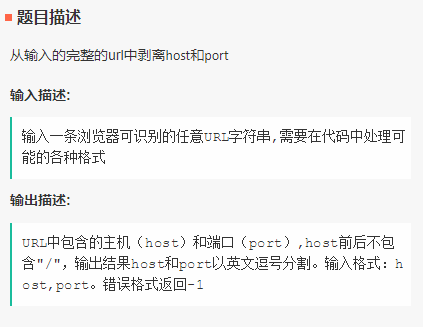 题目描述
从输入的完整的url中剥离host和port
输入描述:
输入一条浏览器可识别的任意URL字符串,需要在代码中处理可
能的各种格式
输出描述:
URL中包含的主机（host）和端口（port）,host前后不包
含"/"，输出结果host和port以英文逗号分割。输入格式：h
ost,port。错误格式返回-1